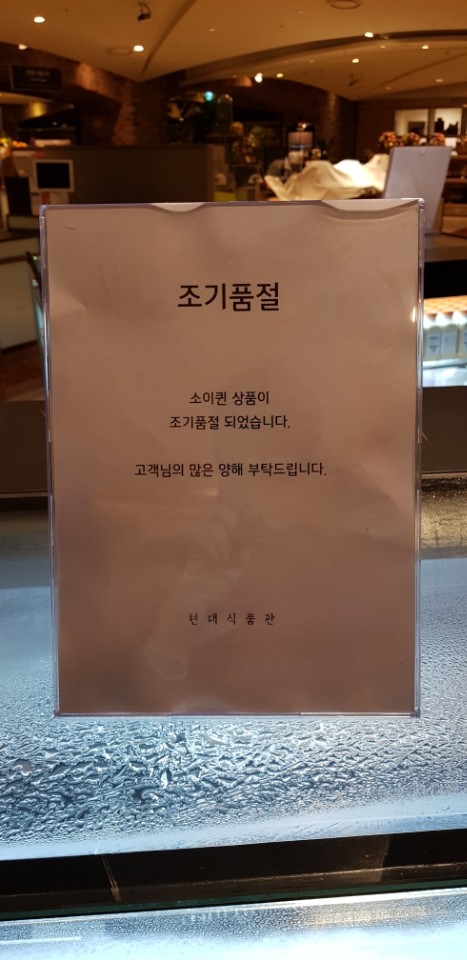 조기품절
소이퀸 상품이
조기품절 되었습니다.
고객님의 많은 양해 부탁드립니다.
현대식품관